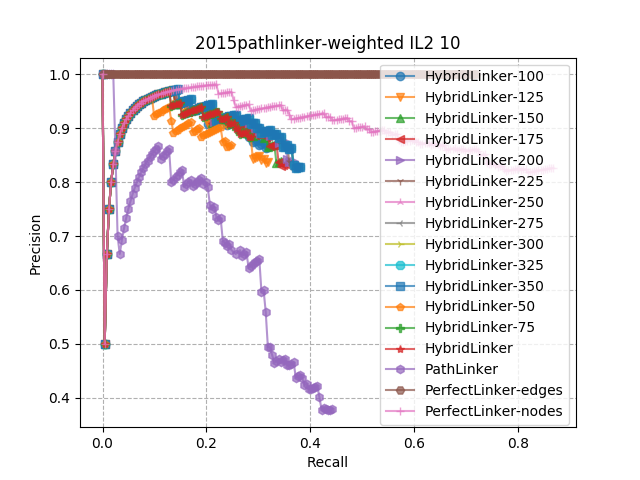 2015pathlinker-weighted IL2 10
Precision
1.0
0.9
0.8
0.7
0.6
0.5
0.4
0.0
0.2
0.4
0.6
0.8
Recall
HybridLinker-100
HybridLinker-125
HybridLinker-150
HybridLinker-175
HybridLinker-200
HybridLinker-225
HybridLinker-250
HybridLinker-275
HybridLinker-300
HybridLinker-325
HybridLinker-350
HybridLinker-50
HybridLinker-75
HybridLinker
PathLinker
PerfectLinker-edges
PerfectLinker-nodes